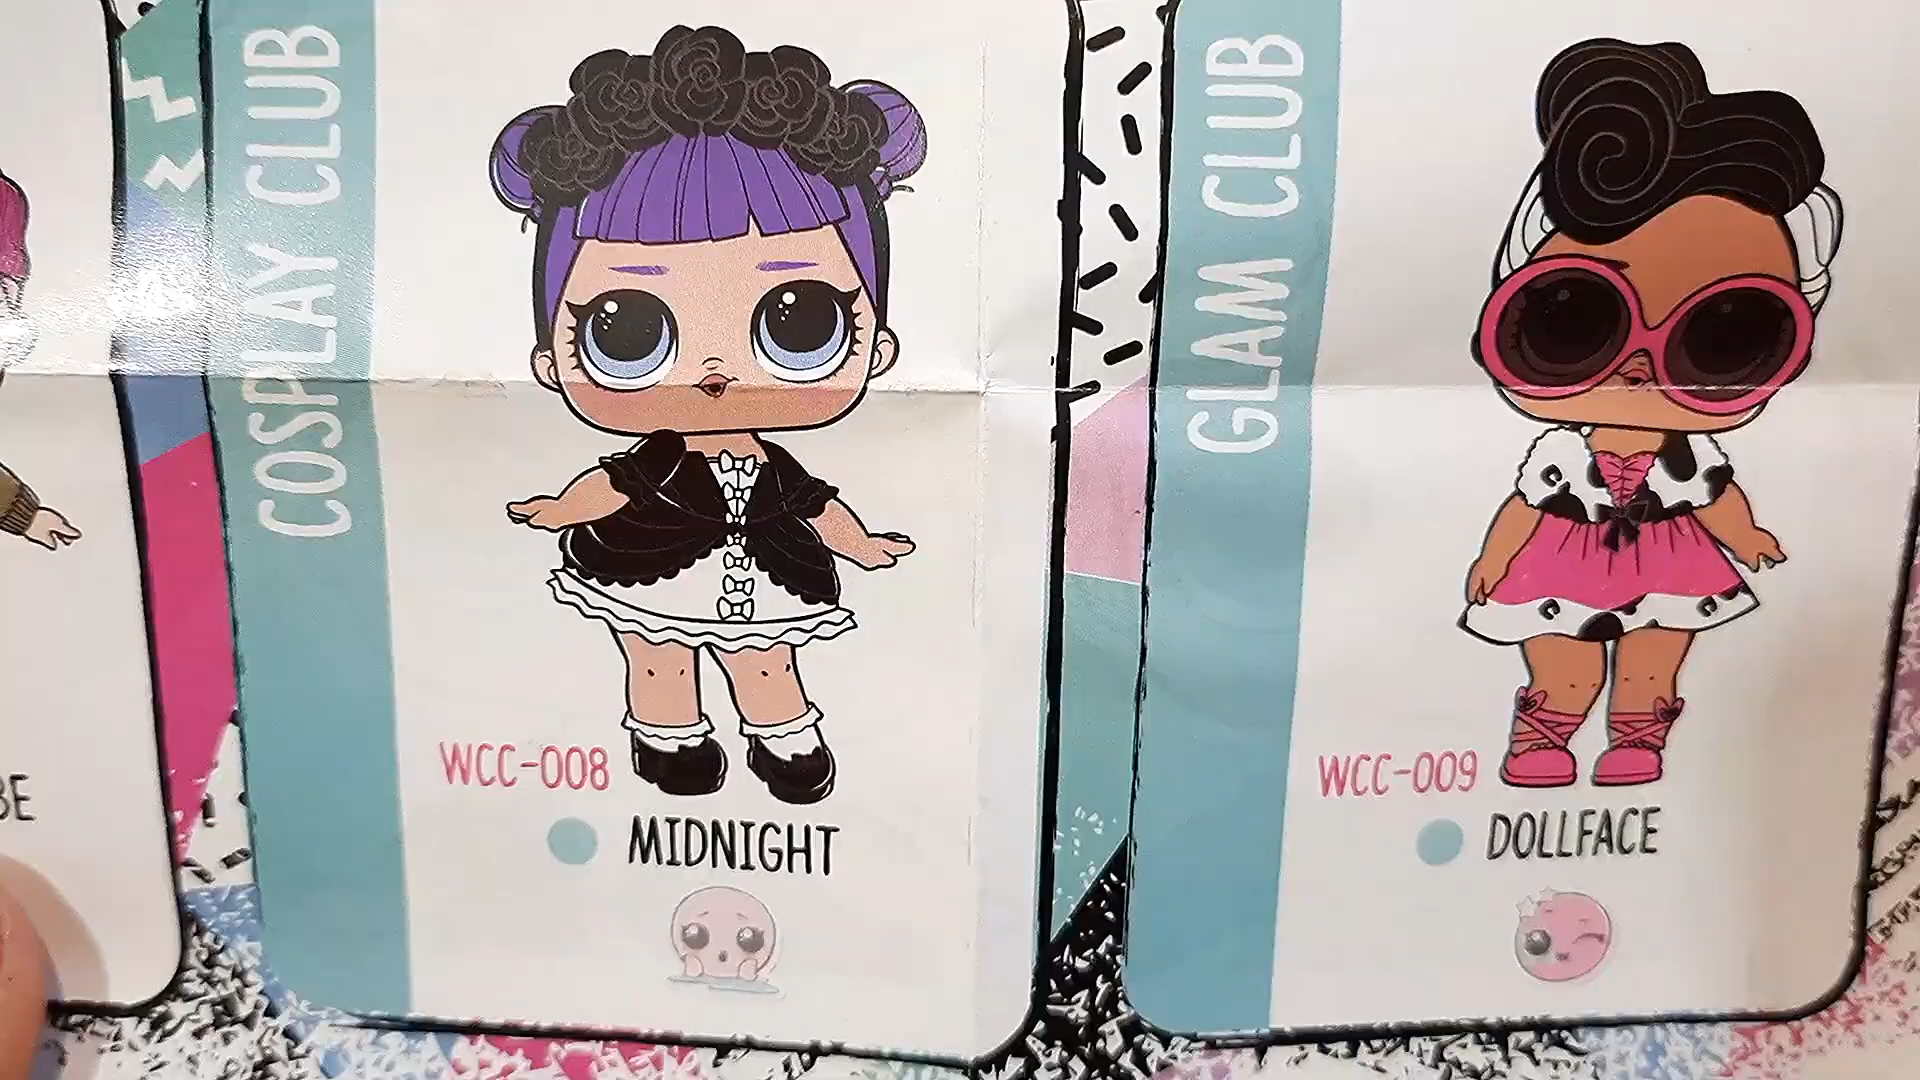 COSPLAY CLUB
WCC-008
MIDNIGHT
GLAM CLUB
WCC-009
DOLLFACE